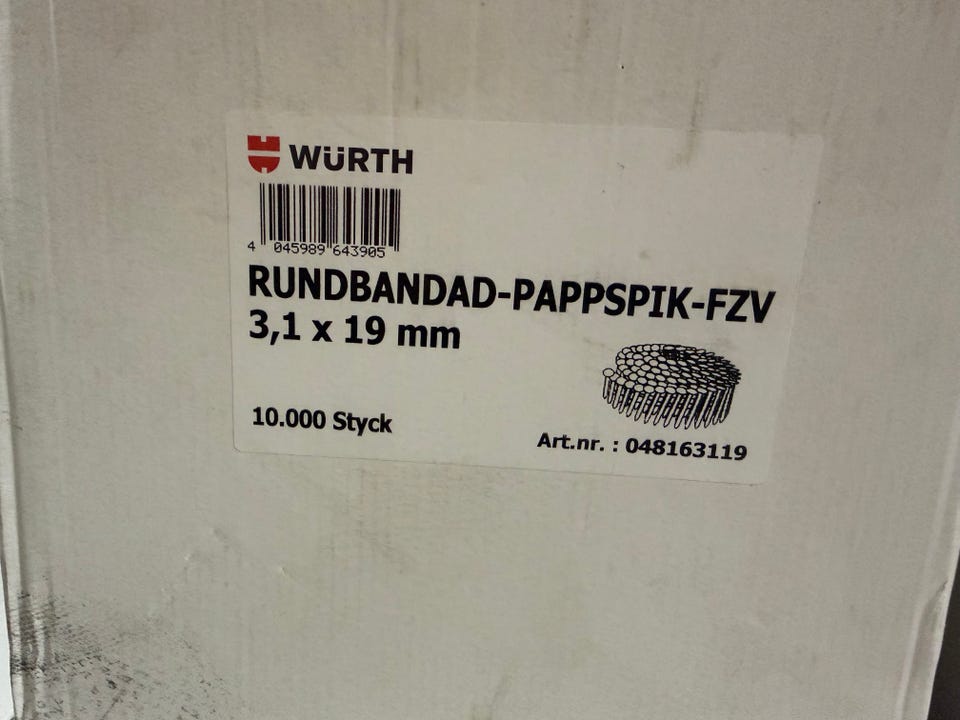 WÜRTH
4 045989 643905
RUNDBANDAD-PAPPSPIK-FZV
3,1 x 19 mm
10.000 Styck
Art.nr. : 048163119